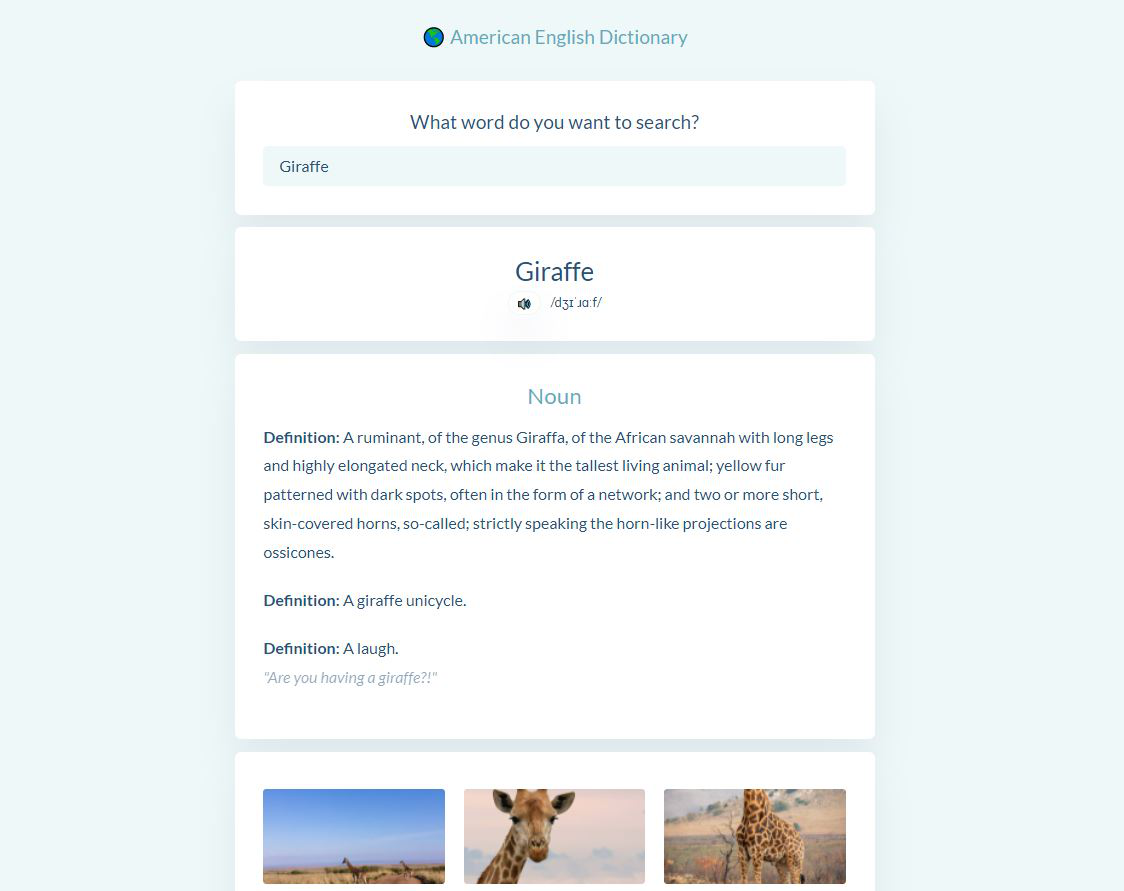 American English Dictionary
What word do you want to search?
Giraffe
Giraffe
/dʒɪˈɹɑːf/
Noun
Definition: A ruminant, of the genus Giraffa, of the African savannah with long legs
and highly elongated neck, which make it the tallest living animal; yellow fur
patterned with dark spots, often in the form of a network; and two or more short,
skin-covered horns, so-called; strictly speaking the horn-like projections are
ossicones.
Definition: A giraffe unicycle.
Definition: A laugh.
"Are you having a giraffe?!"